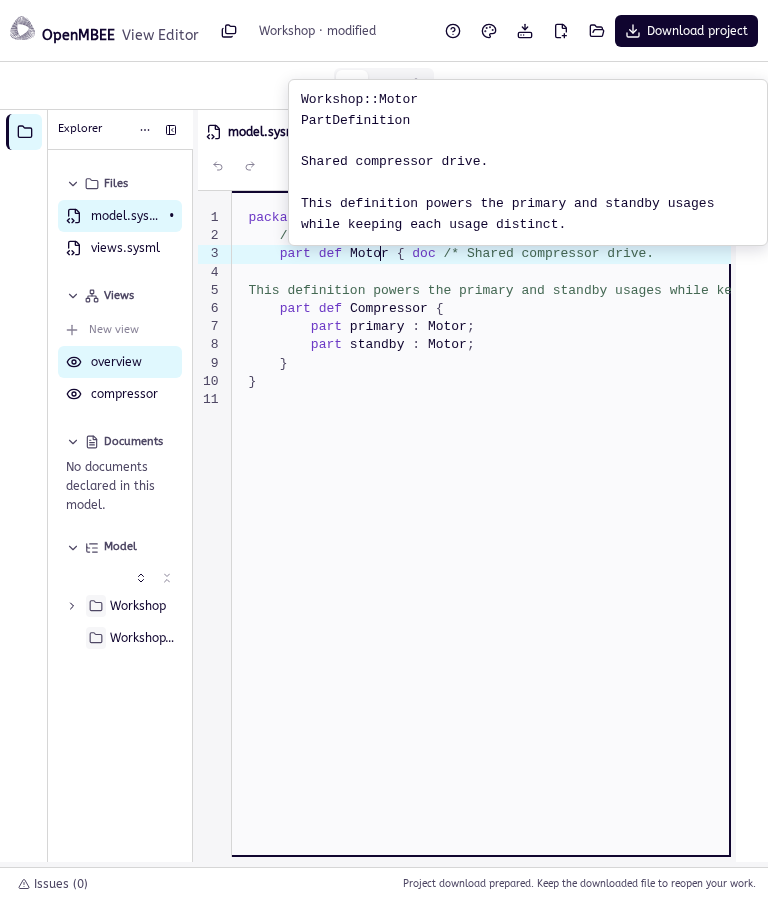 OpenMBEE View Editor
Workshop · modified
Download project
Explorer
...
model.sysm
Workshop::Motor
PartDefinition
Shared compressor drive.
This definition powers the primary and standby usages
while keeping each usage distinct.
Files
model.sys... •
views.sysml
Views
New view
overview
compressor
Documents
No documents
declared in this
model.
Model
Workshop
Workshop...
1 packa
2 /
3 part def Motor { doc /* Shared compressor drive.
4
5 This definition powers the primary and standby usages while ke
6 part def Compressor {
7 part primary : Motor;
8 part standby : Motor;
9 }
10 }
11
Issues (0)
Project download prepared. Keep the downloaded file to reopen your work.